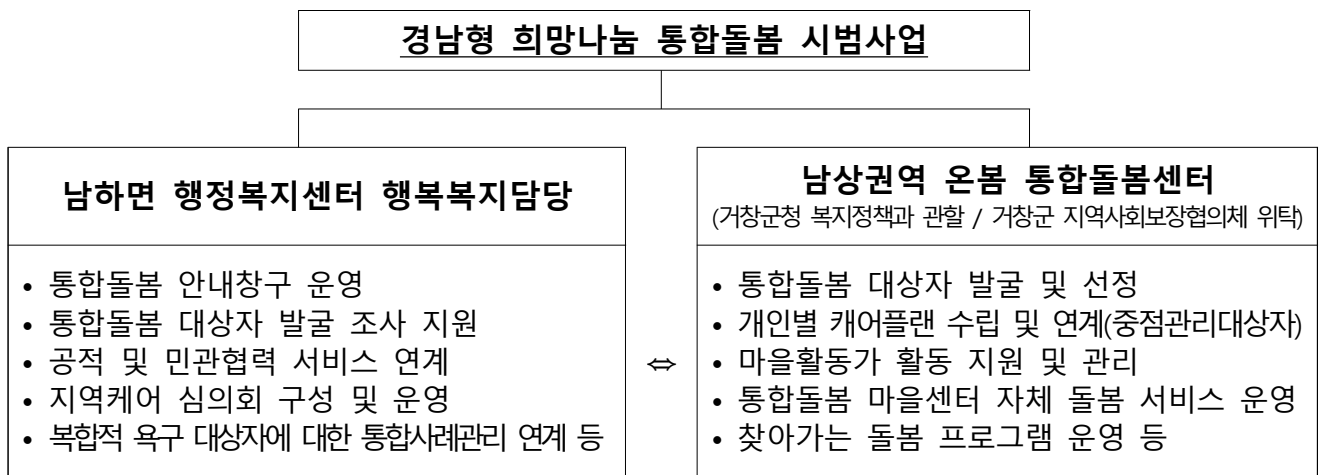 경남형 희망나눔 통합돌봄 시범사업
남하면 행정복지센터 행복복지담당
• 통합돌봄 안내창구 운영
• 통합돌봄 대상자 발굴 조사 지원
• 공적 및 민관협력 서비스 연계
• 지역케어 심의회 구성 및 운영
• 복합적 욕구 대상자에 대한 통합사례관리 연계 등
⇔
남상권역 온봄 통합돌봄센터
(거창군청 복지정책과 관할 / 거창군 지역사회보장협의체 위탁)
• 통합돌봄 대상자 발굴 및 선정
• 개인별 캐어플랜 수립 및 연계(중점관리대상자)
• 마을활동가 활동 지원 및 관리
• 통합돌봄 마을센터 자체 돌봄 서비스 운영
• 찾아가는 돌봄 프로그램 운영 등